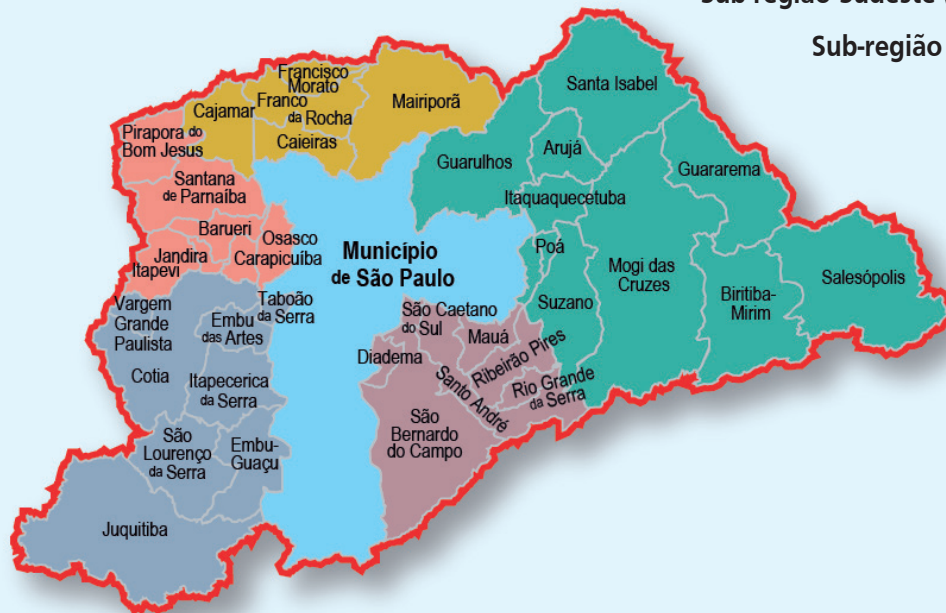 Sub-região
Francisco
Morato
Franco
da Rocha
Cajamar
Caieiras
Mairiporã
Santa Isabel
Pirapora do
Bom Jesus
Guarulhos
Arujá
Guararema
Santana
de Parnaíba
Itaquaquecetuba
Barueri
Osasco
Carapicuíba
Jandira
Itapevi
Município
de São Paulo
Poá
Mogi das
Cruzes
Salesópolis
Suzano
Biritiba-
Mirim
Vargem
Grande
Paulista
Taboão
da Serra
Embu
das Artes
São Caetano
do Sul
Mauá
Diadema
Ribeirão Pires
Cotia
Itapecerica
da Serra
Santo André
Rio Grande
da Serra
São
Bernardo
do Campo
São
Lourenço
da Serra
Embu-
Guaçu
Juquitiba